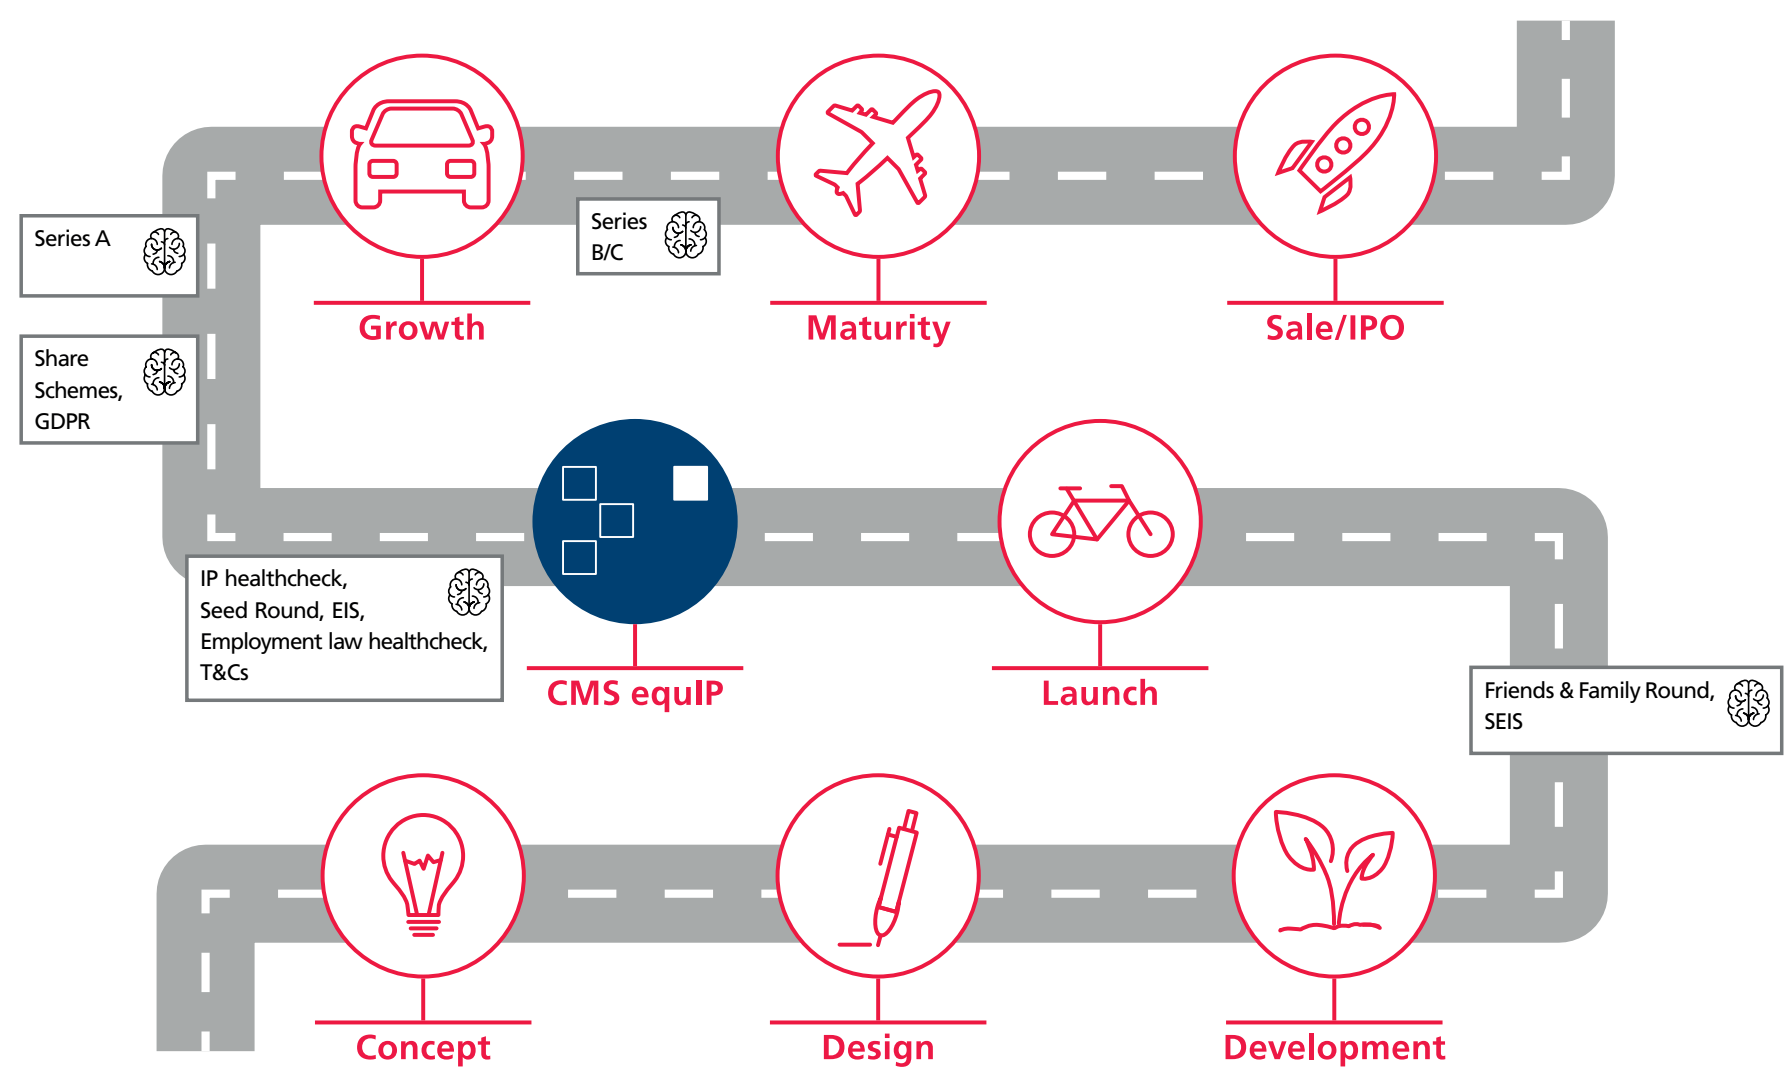 Series A
Series
B/C
Growth
Maturity
Sale/IPO
Share
Schemes,
GDPR
IP healthcheck,
Seed Round, EIS,
Employment law healthcheck,
T&Cs
CMS equIP
Launch
Friends & Family Round,
SEIS
Concept
Design
Development